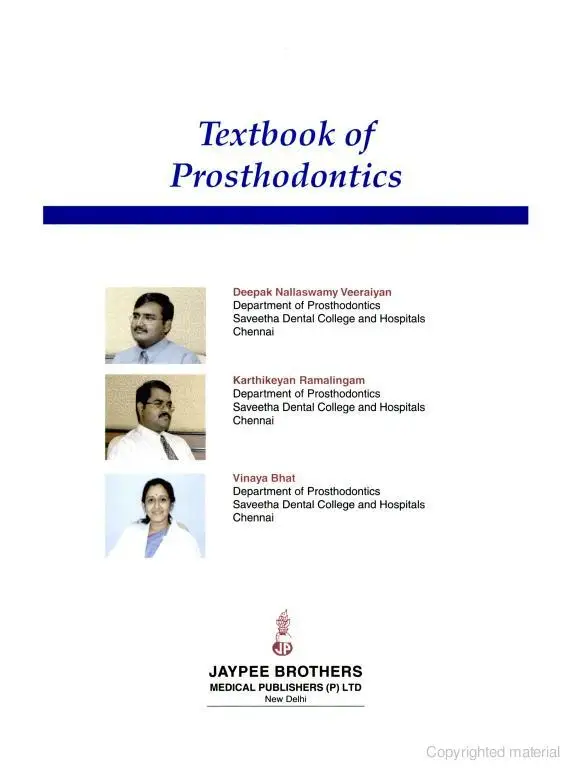 Textbook of
Prosthodontics
Deepak Nallaswamy Veeraiyan
Department of Prosthodontics
Saveetha Dental College and Hospitals
Chennai
Karthikeyan Ramalingam
Department of Prosthodontics
Saveetha Dental College and Hospitals
Chennai
Vinaya Bhat
Department of Prosthodontics
Saveetha Dental College and Hospitals
Chennai
JP
JAYPEE BROTHERS
MEDICAL PUBLISHERS (P) LTD
New Delhi
Copyrighted material